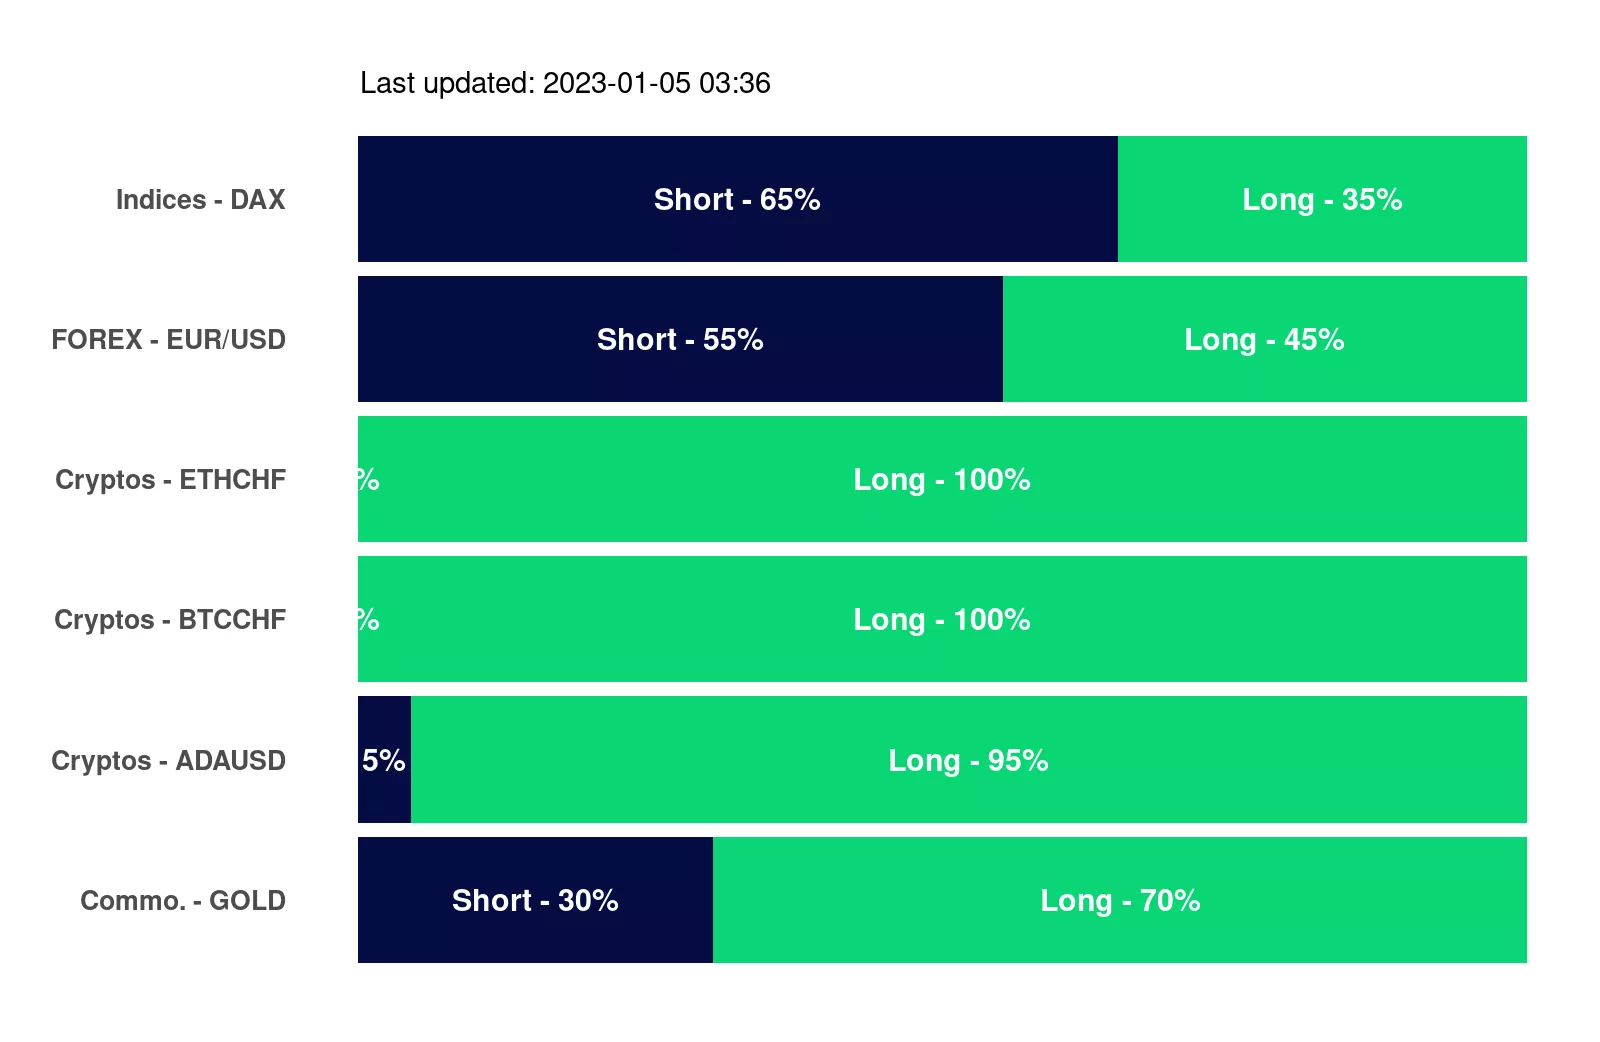 Last updated: 2023-01-05 03:36
Indices - DAX Short - 65% Long - 35%
FOREX - EUR/USD Short - 55% Long - 45%
Cryptos - ETHCHF % Long - 100%
Cryptos - BTCCHF % Long - 100%
Cryptos - ADAUSD 5% Long - 95%
Commo. - GOLD Short - 30% Long - 70%